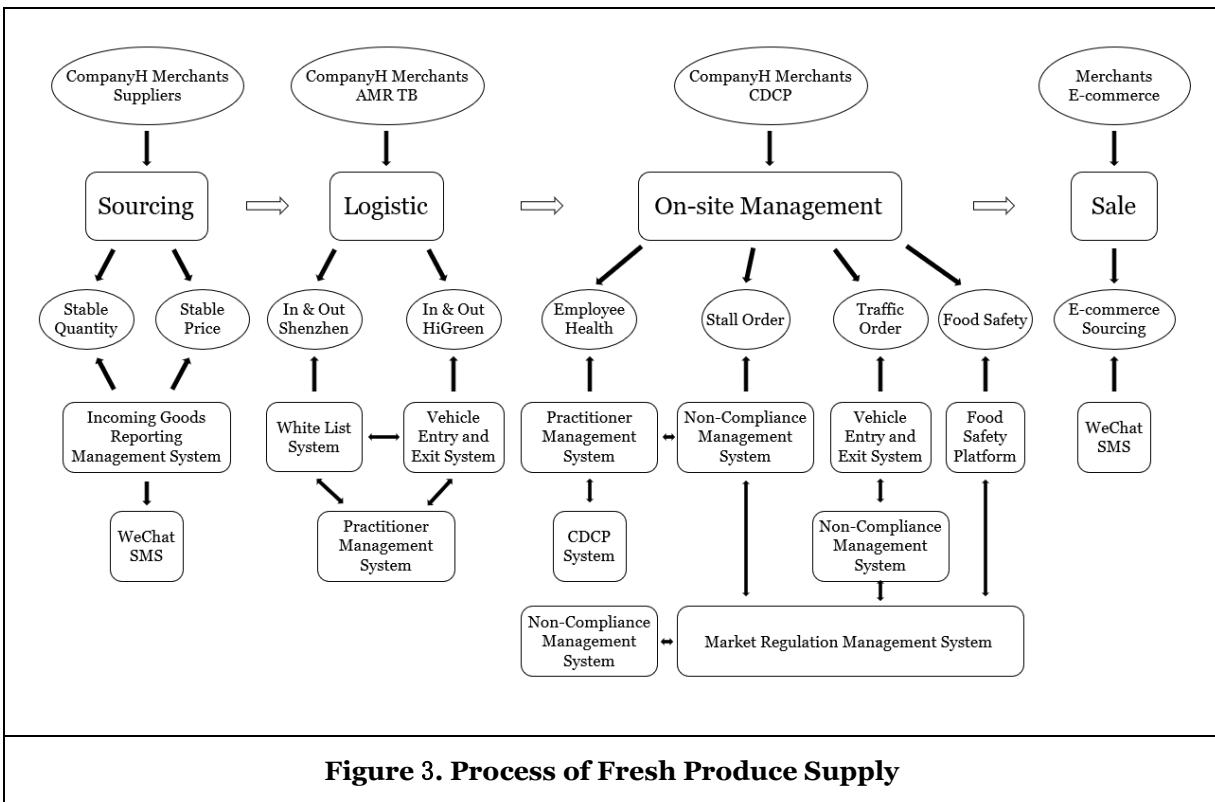 CompanyH Merchants
Suppliers
CompanyH Merchants
AMR TB
CompanyH Merchants
CDCP
Merchants
E-commerce
Sourcing
Logistic
On-site Management
Sale
Stable
Quantity
Stable
Price
In & Out
Shenzhen
In & Out
HiGreen
Employee
Health
Stall Order
Traffic
Order
Food Safety
E-commerce
Sourcing
Incoming Goods
Reporting
Management System
White List
System
Vehicle
Entry and
Exit System
Practitioner
Management
System
Non-Compliance
Management
System
Vehicle
Entry and
Exit System
Food
Safety
Platform
WeChat
SMS
WeChat
SMS
Practitioner
Management
System
CDCP
System
Non-Compliance
Management
System
Non-Compliance
Management
System
Market Regulation Management System
Figure 3. Process of Fresh Produce Supply